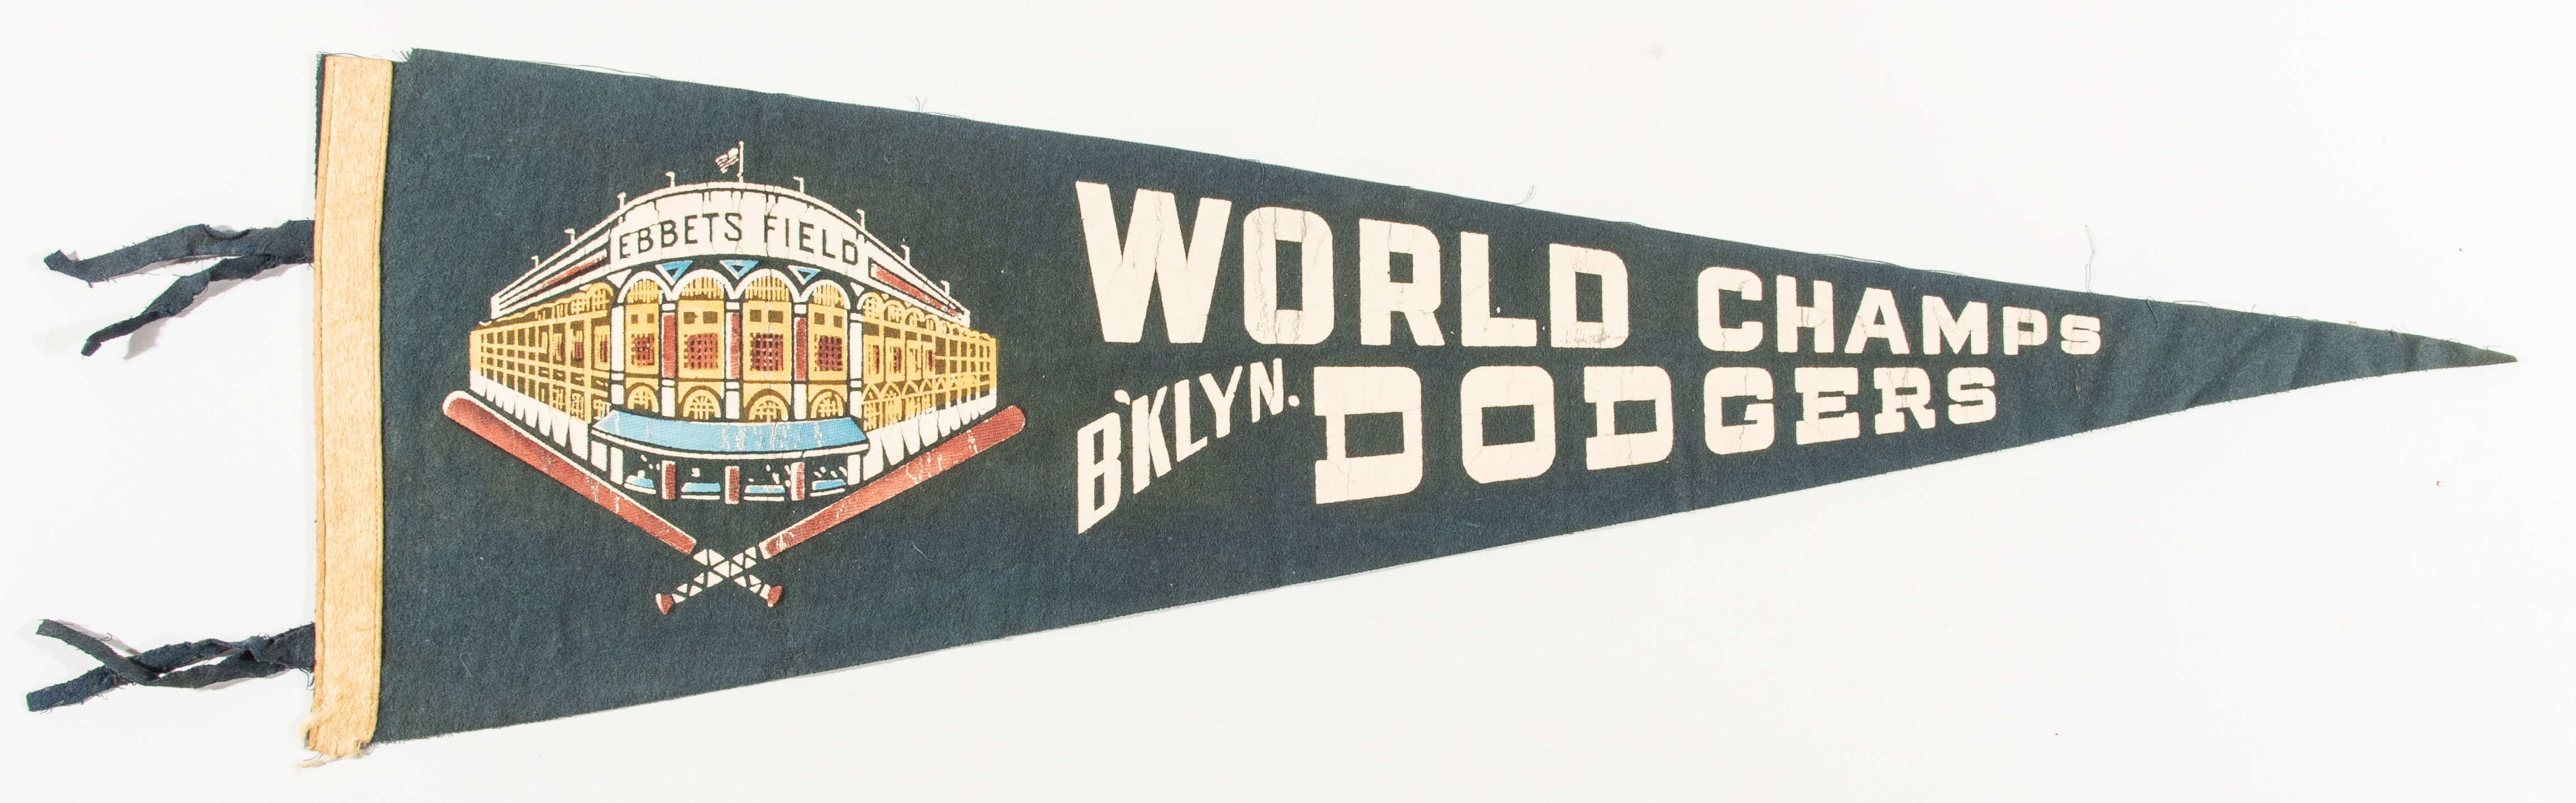 EBBETS FIELD
WORLD CHAMPS
B'KLYN. DODGERS